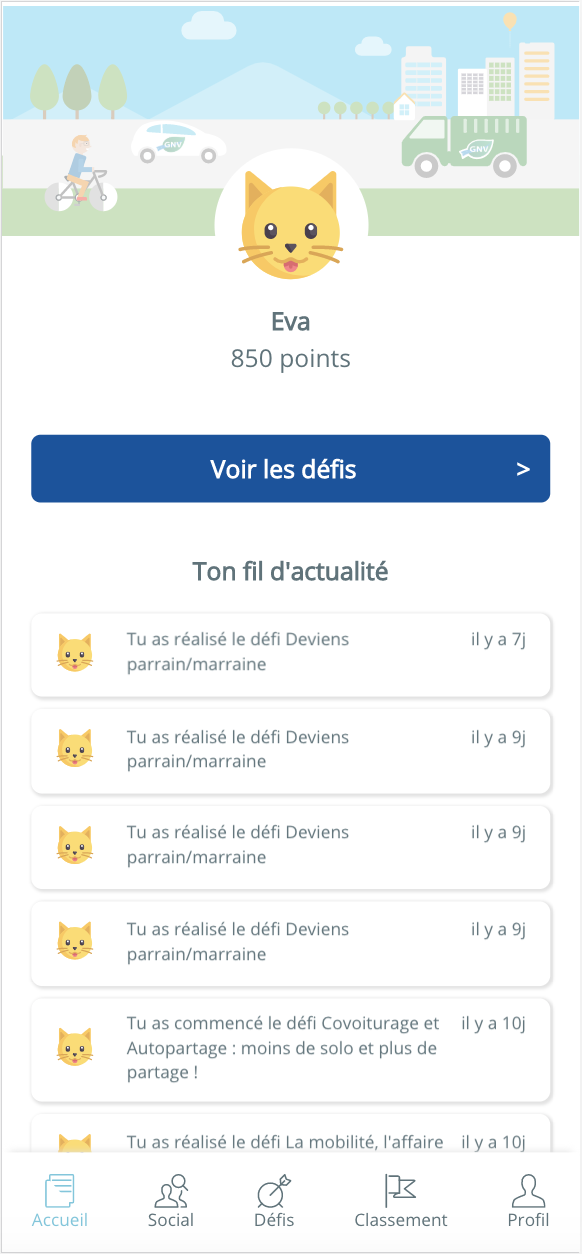 GNV
GNV
Eva
850 points
Voir les défis >
Ton fil d'actualité
Tu as réalisé le défi Deviens il y a 7j
parrain/marraine
Tu as réalisé le défi Deviens il y a 9j
parrain/marraine
Tu as réalisé le défi Deviens il y a 9j
parrain/marraine
Tu as réalisé le défi Deviens il y a 9j
parrain/marraine
Tu as commencé le défi Covoiturage et il y a 10j
Autopartage : moins de solo et plus de
partage !
Tu as réalisé le défi La mobilité, l'affaire il y a 10j
Accueil Social Défis Classement Profil